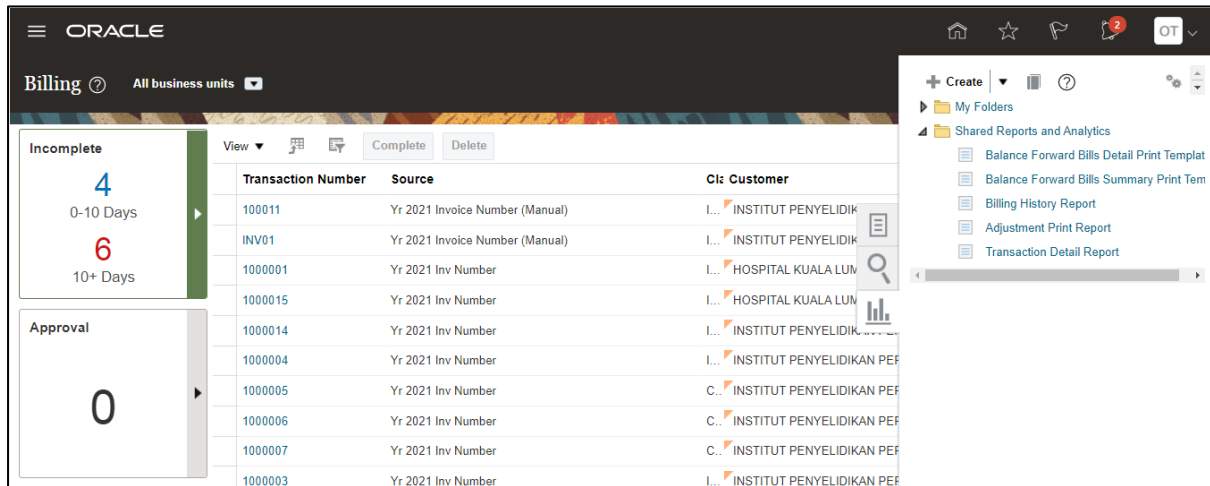 ORACLE
2
OT
Billing
All business units
Create
My Folders
Shared Reports and Analytics
Balance Forward Bills Detail Print Templat
Balance Forward Bills Summary Print Tem
Billing History Report
Adjustment Print Report
Transaction Detail Report
Incomplete
4
0-10 Days
6
10+ Days
Approval
0
View Complete Delete
Transaction Number Source Cla Customer
100011 Yr 2021 Invoice Number (Manual) I... INSTITUT PENYELIDIK
INV01 Yr 2021 Invoice Number (Manual) I... INSTITUT PENYELIDIK
1000001 Yr 2021 Inv Number I... HOSPITAL KUALA LUM
1000015 Yr 2021 Inv Number I... HOSPITAL KUALA LUM
1000014 Yr 2021 Inv Number I... INSTITUT PENYELIDIKAN PE
1000004 Yr 2021 Inv Number I... INSTITUT PENYELIDIKAN PER
1000005 Yr 2021 Inv Number C... INSTITUT PENYELIDIKAN PER
1000006 Yr 2021 Inv Number C... INSTITUT PENYELIDIKAN PER
1000007 Yr 2021 Inv Number C... INSTITUT PENYELIDIKAN PER
1000003 Yr 2021 Inv Number I... INSTITUT PENYELIDIKAN PER